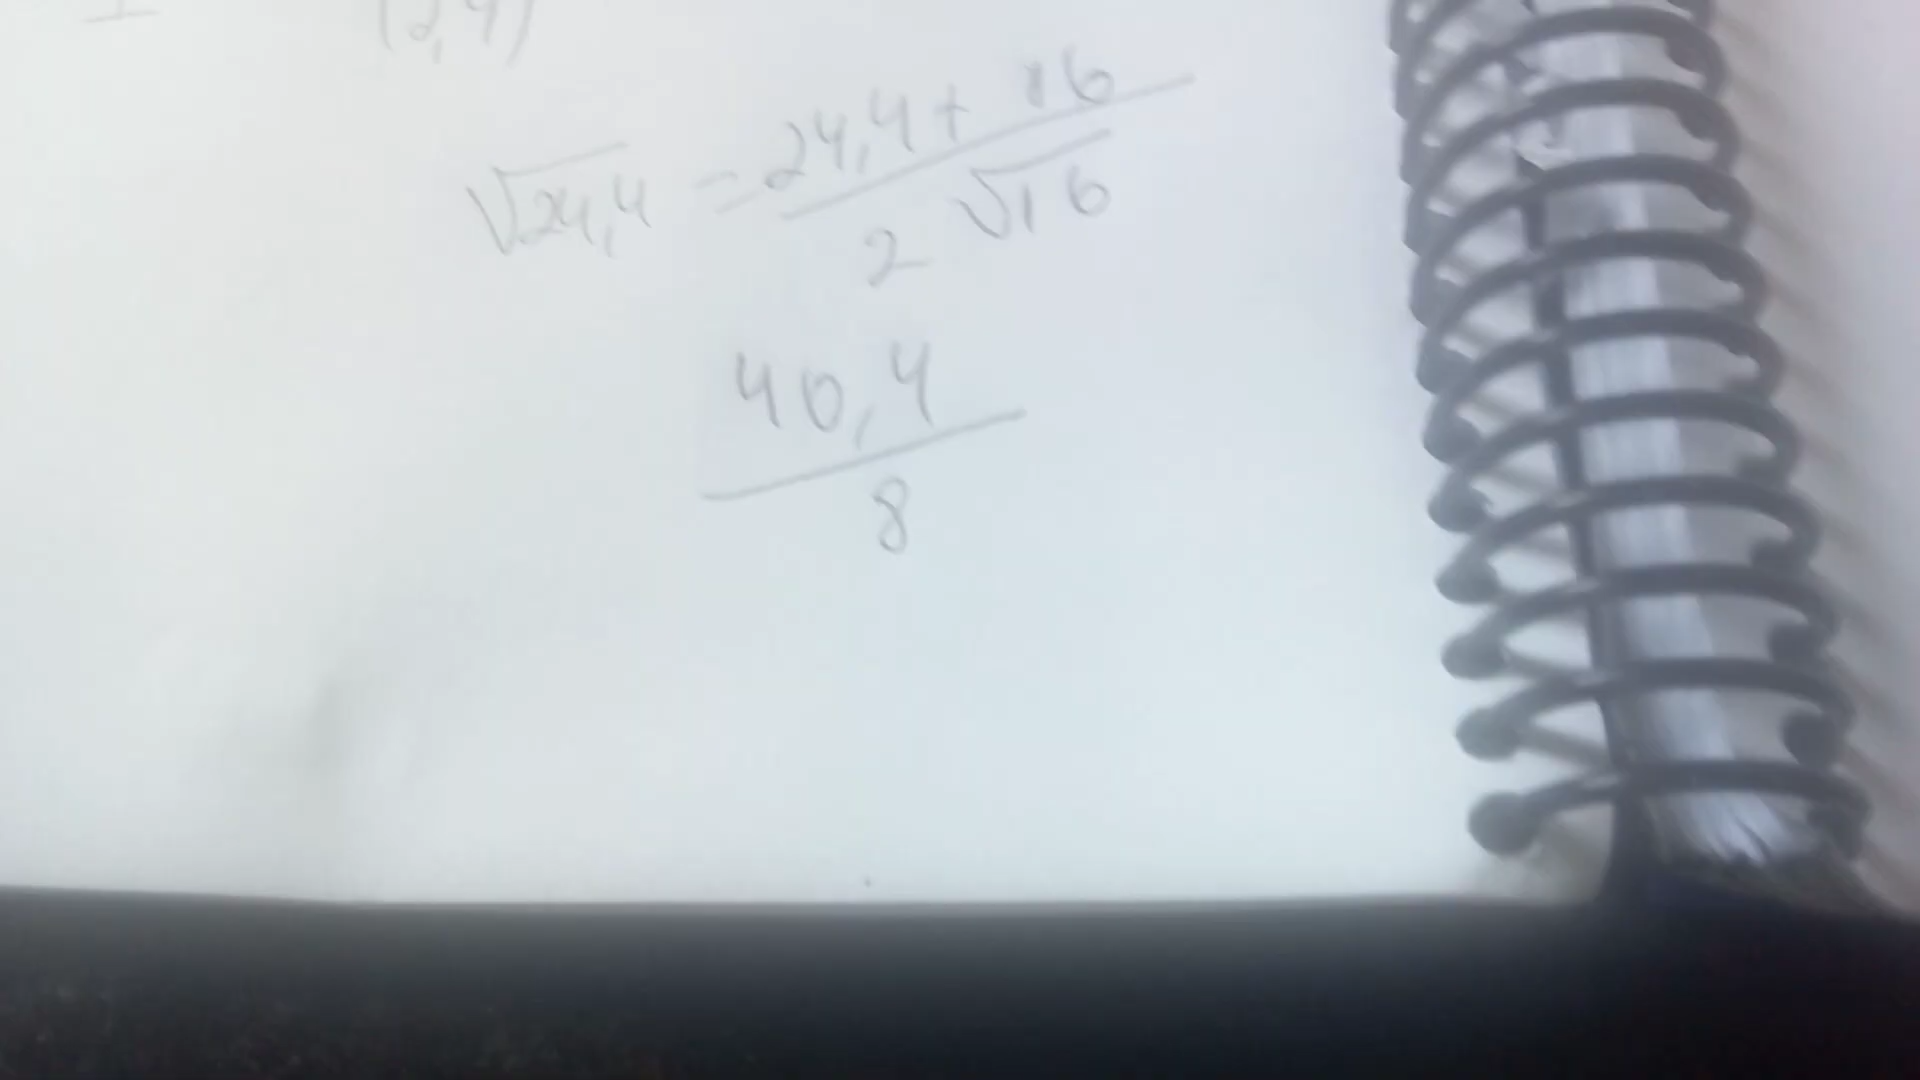 (2,4)
√24,4 = 24,4 + 16
2 √16
40,4
8